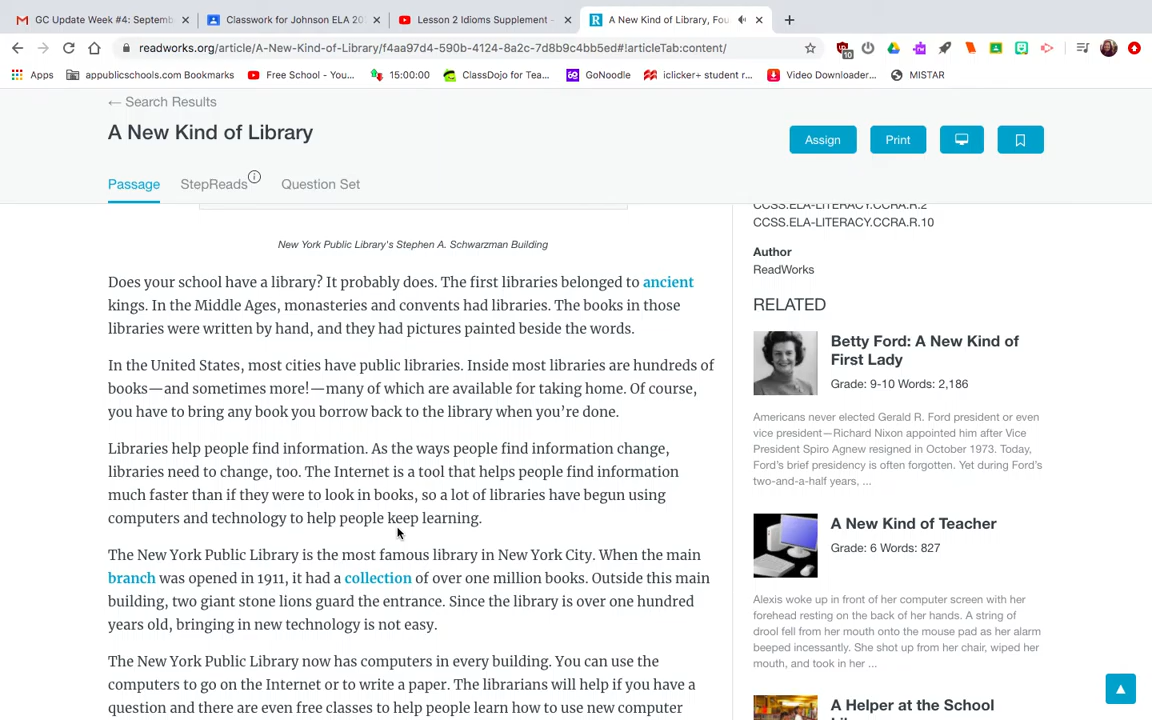 GC Update Week #4: Septemb
Classwork for Johnson ELA 20
Lesson 2 Idioms Supplement -
A New Kind of Library, Fou
readworks.org/article/A-New-Kind-of-Library/f4aa97d4-590b-4124-8a2c-7d8b9c4bb5ed#!articleTab:content/
10
Apps
appublicschools.com Bookmarks
Free School - You...
15:00:00
ClassDojo for Tea...
GoNoodle
iclicker+ student r...
Video Downloader...
MISTAR
← Search Results
A New Kind of Library
Assign
Print
Passage
StepReads
Question Set
New York Public Library's Stephen A. Schwarzman Building
Does your school have a library? It probably does. The first libraries belonged to ancient
kings. In the Middle Ages, monasteries and convents had libraries. The books in those
libraries were written by hand, and they had pictures painted beside the words.
In the United States, most cities have public libraries. Inside most libraries are hundreds of
books—and sometimes more!—many of which are available for taking home. Of course,
you have to bring any book you borrow back to the library when you're done.
Libraries help people find information. As the ways people find information change,
libraries need to change, too. The Internet is a tool that helps people find information
much faster than if they were to look in books, so a lot of libraries have begun using
computers and technology to help people keep learning.
The New York Public Library is the most famous library in New York City. When the main
branch was opened in 1911, it had a collection of over one million books. Outside this main
building, two giant stone lions guard the entrance. Since the library is over one hundred
years old, bringing in new technology is not easy.
The New York Public Library now has computers in every building. You can use the
computers to go on the Internet or to write a paper. The librarians will help if you have a
question and there are even free classes to help people learn how to use new computer
CCSS.ELA-LITERACY.CCRA.R.2
CCSS.ELA-LITERACY.CCRA.R.10
Author
ReadWorks
RELATED
Betty Ford: A New Kind of
First Lady
Grade: 9-10 Words: 2,186
Americans never elected Gerald R. Ford president or even
vice president—Richard Nixon appointed him after Vice
President Spiro Agnew resigned in October 1973. Today,
Ford's brief presidency is often forgotten. Yet during Ford's
two-and-a-half years, ...
A New Kind of Teacher
Grade: 6 Words: 827
Alexis woke up in front of her computer screen with her
forehead resting on the back of her hands. A string of
drool fell from her mouth onto the mouse pad as her alarm
beeped incessantly. She shot up from her chair, wiped her
mouth, and took in her ...
A Helper at the School